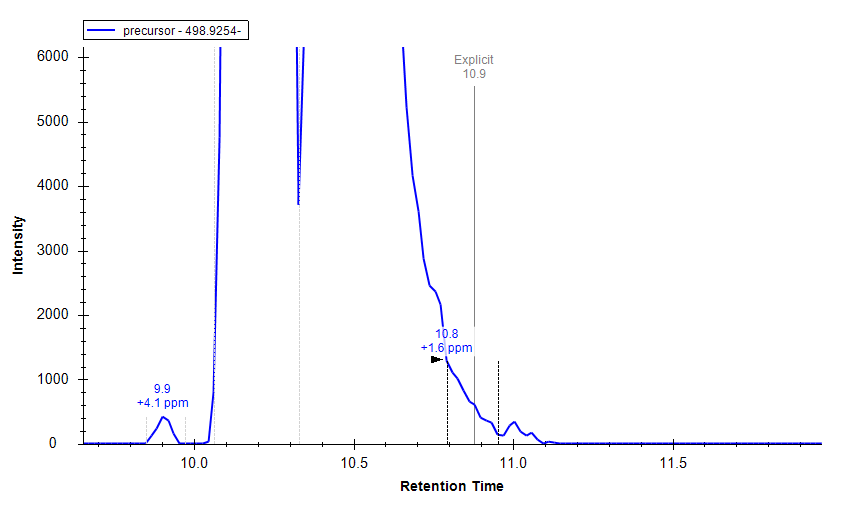 precursor - 498.9254-
6000
Explicit
10.9
5000
4000
3000
2000
1000
0
Intensity
10.8
+1.6 ppm
9.9
+4.1 ppm
10.0
10.5
11.0
11.5
Retention Time